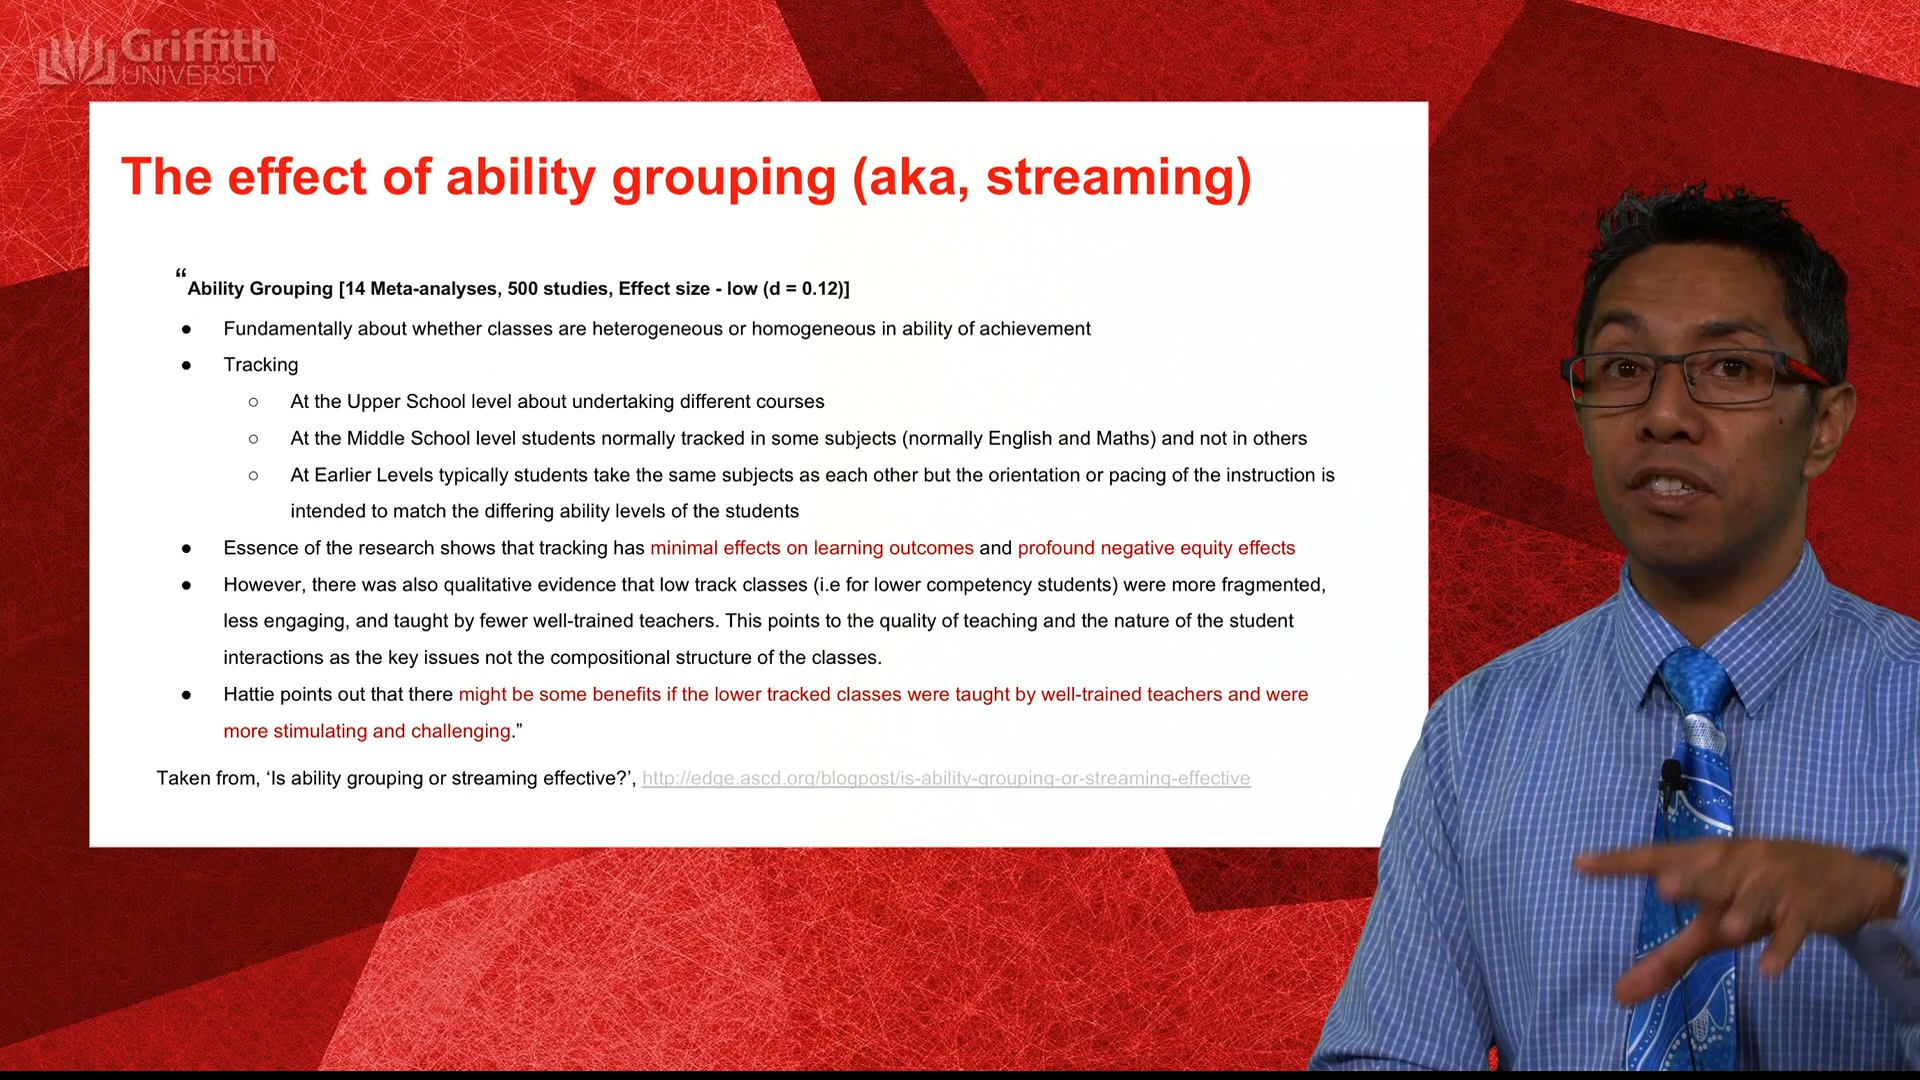 Griffith
UNIVERSITY
The effect of ability grouping (aka, streaming)
“Ability Grouping [14 Meta-analyses, 500 studies, Effect size - low (d = 0.12)]
● Fundamentally about whether classes are heterogeneous or homogeneous in ability of achievement
● Tracking
○ At the Upper School level about undertaking different courses
○ At the Middle School level students normally tracked in some subjects (normally English and Maths) and not in others
○ At Earlier Levels typically students take the same subjects as each other but the orientation or pacing of the instruction is
intended to match the differing ability levels of the students
● Essence of the research shows that tracking has minimal effects on learning outcomes and profound negative equity effects
● However, there was also qualitative evidence that low track classes (i.e for lower competency students) were more fragmented,
less engaging, and taught by fewer well-trained teachers. This points to the quality of teaching and the nature of the student
interactions as the key issues not the compositional structure of the classes.
● Hattie points out that there might be some benefits if the lower tracked classes were taught by well-trained teachers and were
more stimulating and challenging.”
Taken from, ‘Is ability grouping or streaming effective?’, http://edge.ascd.org/blogpost/is-ability-grouping-or-streaming-effective